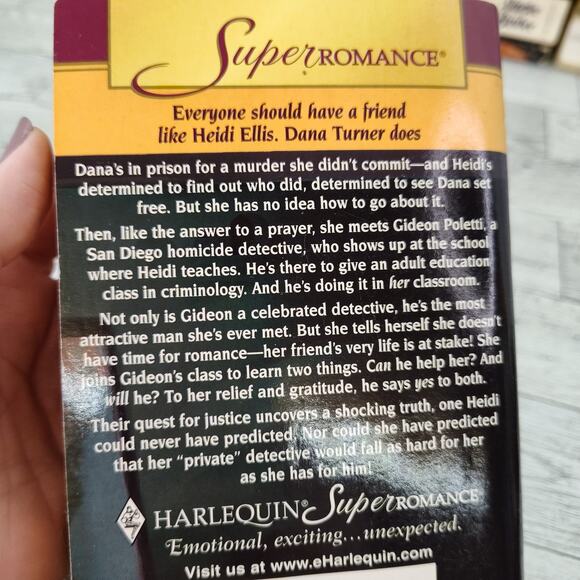 SuperROMANCE®
Everyone should have a friend
like Heidi Ellis. Dana Turner does
Dana's in prison for a murder she didn't commit—and Heidi's
determined to find out who did, determined to see Dana set
free. But she has no idea how to go about it.
Then, like the answer to a prayer, she meets Gideon Poletti, a
San Diego homicide detective, who shows up at the school
where Heidi teaches. He's there to give an adult education
class in criminology. And he's doing it in her classroom.
Not only is Gideon a celebrated detective, he's the most
attractive man she's ever met. But she tells herself she doesn't
have time for romance—her friend's very life is at stake! She
joins Gideon's class to learn two things. Can he help her? And
will he? To her relief and gratitude, he says yes to both.
Their quest for justice uncovers a shocking truth, one Heidi
could never have predicted. Nor could she have predicted
that her "private" detective would fall as hard for her
as she has for him!
HARLEQUIN® SuperROMANCE®
Emotional, exciting...unexpected.
Visit us at www.eHarlequin.com